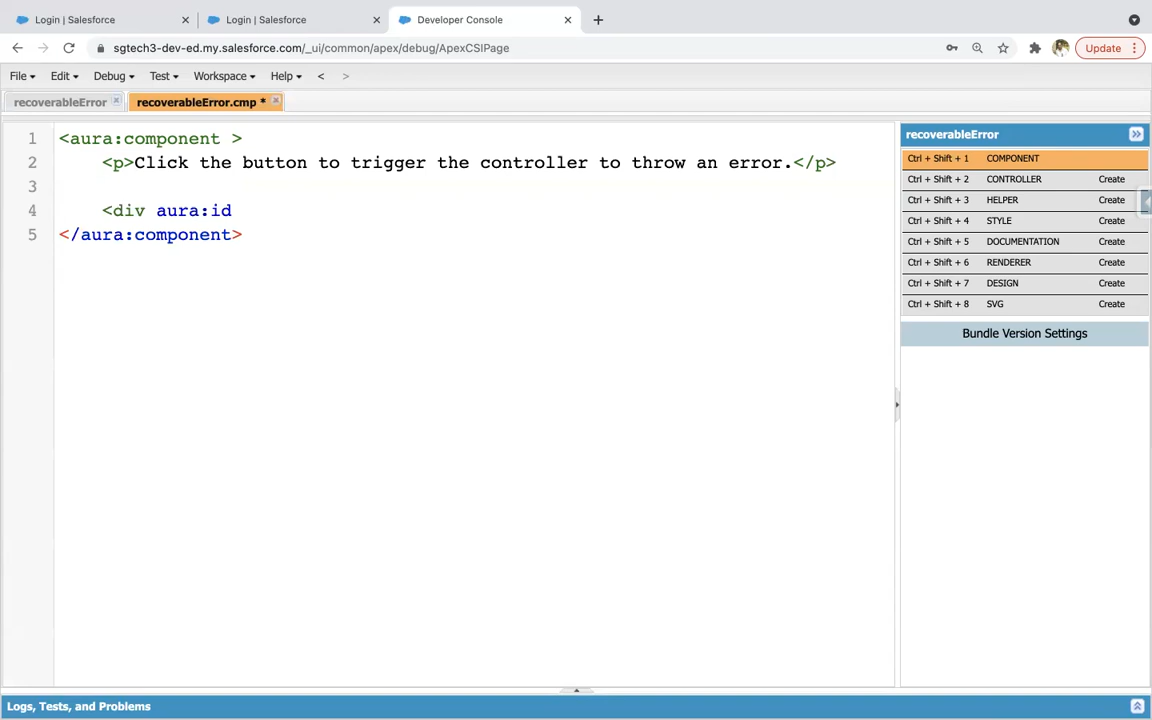 Login | Salesforce
Login | Salesforce
Developer Console
sgtech3-dev-ed.my.salesforce.com/_ui/common/apex/debug/ApexCSIPage
Update
File Edit Debug Test Workspace Help < >
recoverableError
recoverableError.cmp *
1 <aura:component >
2 <p>Click the button to trigger the controller to throw an error.</p>
3
4 <div aura:id
5 </aura:component>
recoverableError
Ctrl + Shift + 1 COMPONENT
Ctrl + Shift + 2 CONTROLLER Create
Ctrl + Shift + 3 HELPER Create
Ctrl + Shift + 4 STYLE Create
Ctrl + Shift + 5 DOCUMENTATION Create
Ctrl + Shift + 6 RENDERER Create
Ctrl + Shift + 7 DESIGN Create
Ctrl + Shift + 8 SVG Create
Bundle Version Settings
Logs, Tests, and Problems